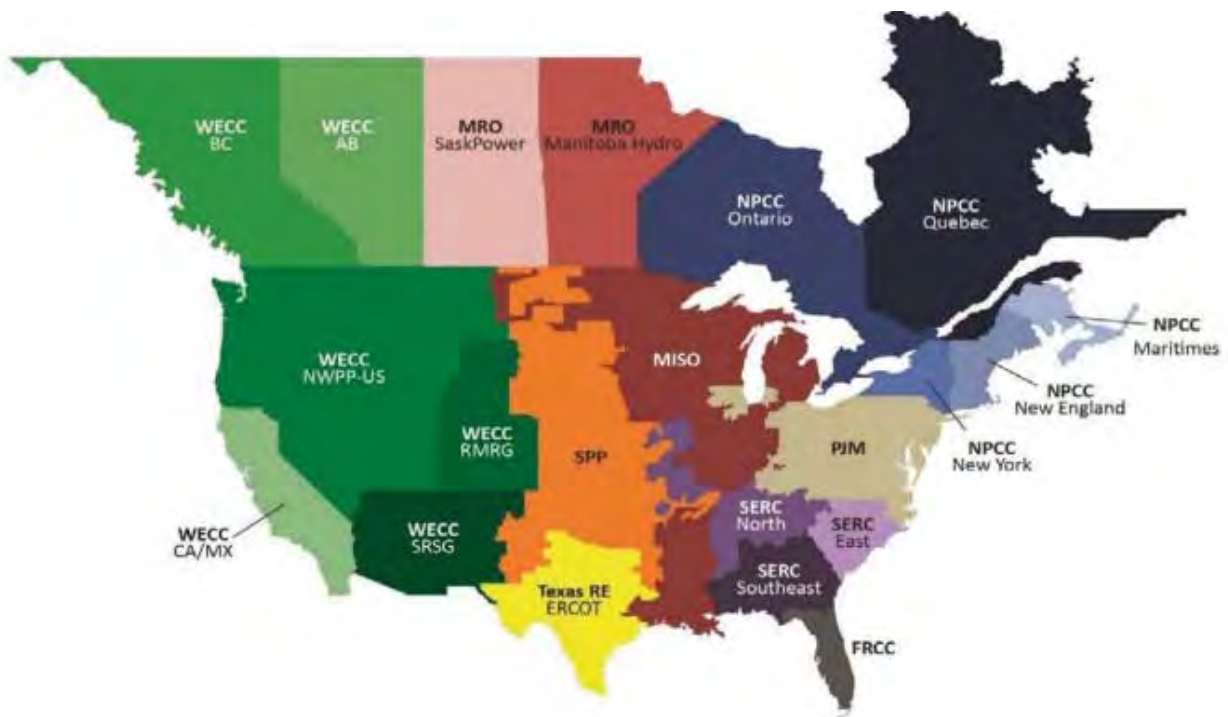 WECC
BC
WECC
AB
MRO
SaskPower
MRO
Manitoba Hydro
NPCC
Ontario
NPCC
Quebec
NPCC
Maritimes
WECC
NWPP-US
MISO
NPCC
New England
WECC
RMRG
SPP
PJM
NPCC
New York
WECC
CA/MX
WECC
SRSG
SERC
North
SERC
East
Texas RE
ERCOT
SERC
Southeast
FRCC